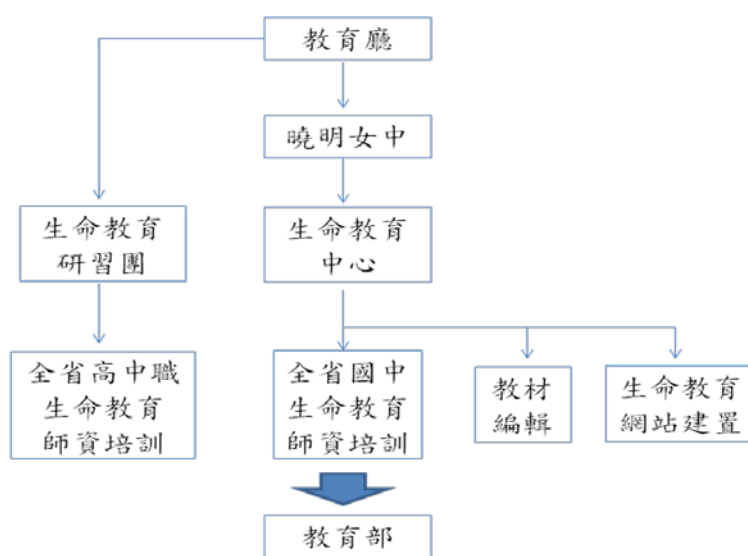 教育廳
曉明女中
生命教育
研習團
生命教育
中心
全省高中職
生命教育
師資培訓
全省國中
生命教育
師資培訓
教材
編輯
生命教育
網站建置
教育部